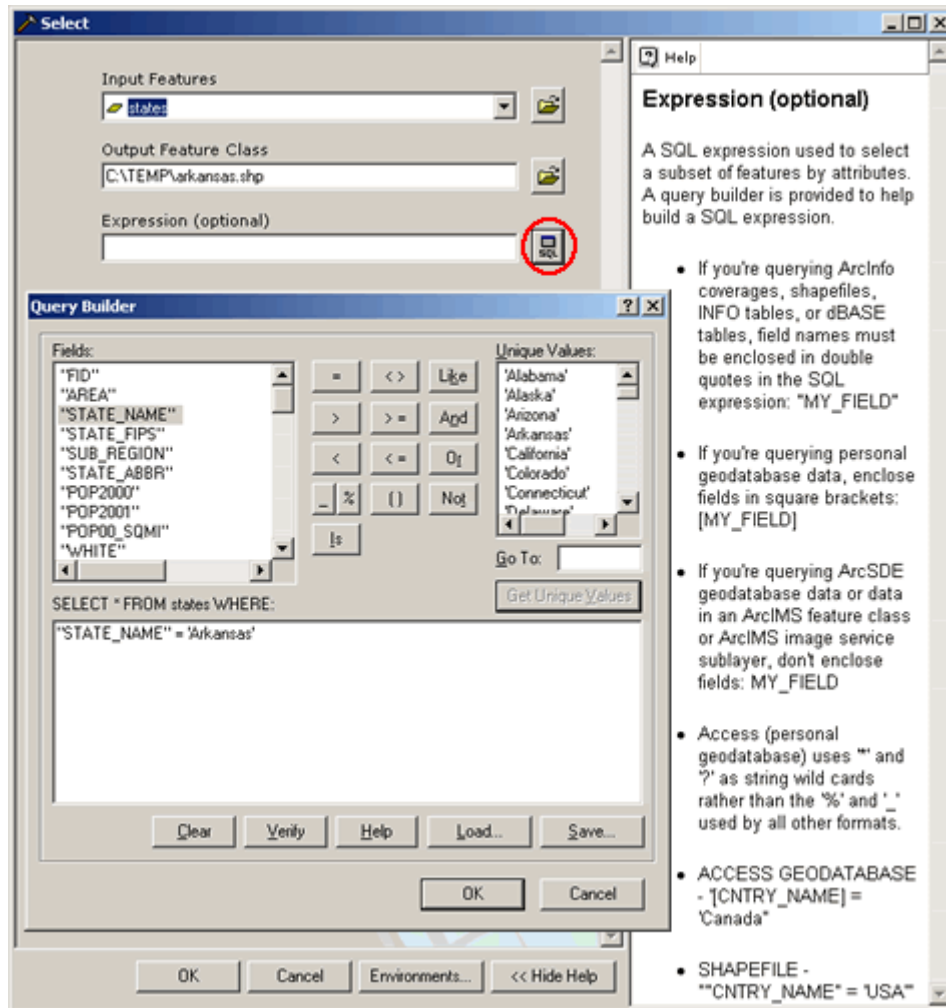 Select
Input Features
states
Output Feature Class
C:\TEMP\arkansas.shp
Expression (optional)
SQL
Query Builder
Fields:
"FID"
"AREA"
"STATE_NAME"
"STATE_FIPS"
"SUB_REGION"
"STATE_ABBR"
"POP2000"
"POP2001"
"POP00_SQMI"
"WHITE"
= <> Like
> >= And
< <= Or
_ % () Not
Is
Unique Values:
'Alabama'
'Alaska'
'Arizona'
'Arkansas'
'California'
'Colorado'
'Connecticut'
'Delaware'
Go To:
Get Unique Values
SELECT * FROM states WHERE:
"STATE_NAME" = 'Arkansas'
Clear Verify Help Load... Save...
OK Cancel
OK Cancel Environments... << Hide Help
Help
Expression (optional)
A SQL expression used to select
a subset of features by attributes.
A query builder is provided to help
build a SQL expression.
• If you're querying ArcInfo
coverages, shapefiles,
INFO tables, or dBASE
tables, field names must
be enclosed in double
quotes in the SQL
expression: "MY_FIELD"
• If you're querying personal
geodatabase data, enclose
fields in square brackets:
[MY_FIELD]
• If you're querying ArcSDE
geodatabase data or data
in an ArcIMS feature class
or ArcIMS image service
sublayer, don't enclose
fields: MY_FIELD
• Access (personal
geodatabase) uses '*' and
'?' as string wild cards
rather than the '%' and '_'
used by all other formats.
• ACCESS GEODATABASE
- '[CNTRY_NAME] =
'Canada''
• SHAPEFILE -
'"CNTRY_NAME" = 'USA''